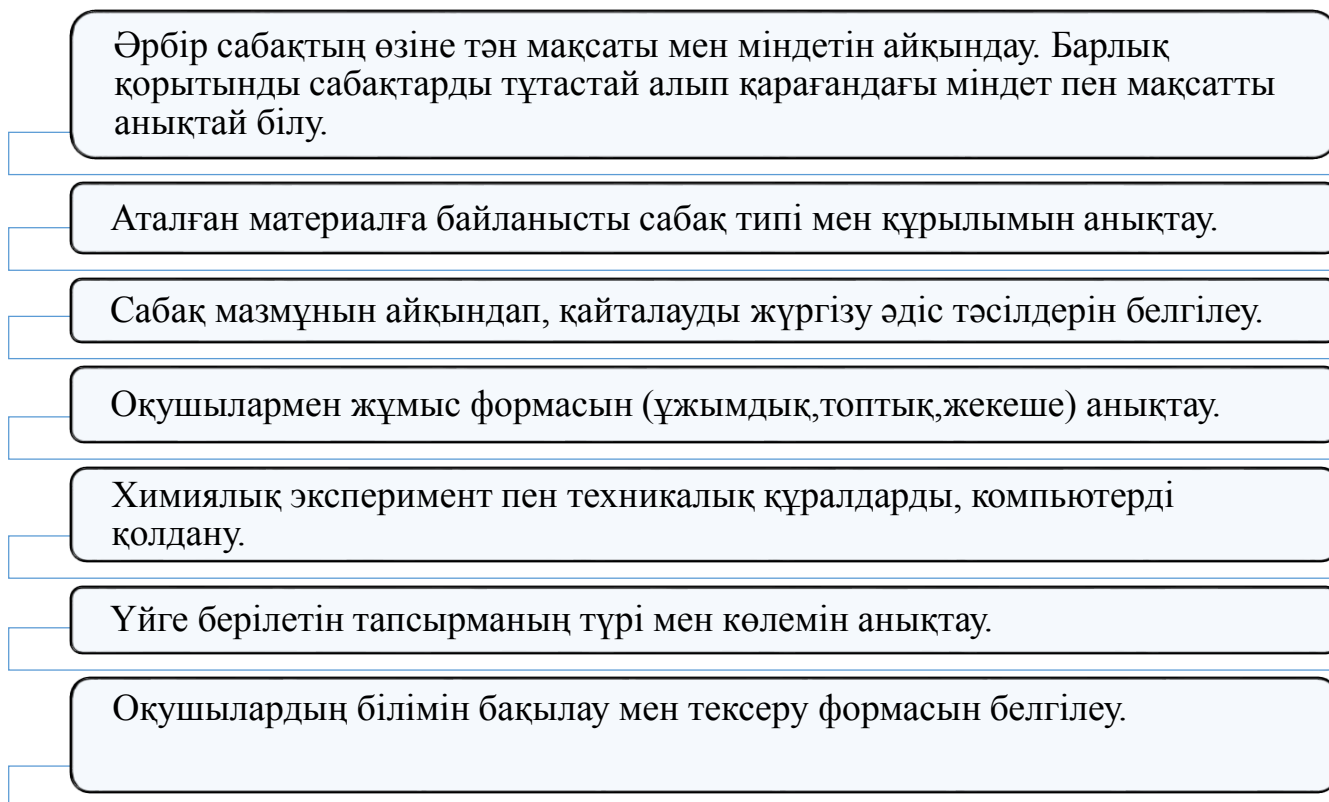 Әрбір сабақтың өзіне тән мақсаты мен міндетін айқындау. Барлық
қорытынды сабақтарды тұтастай алып қарағандағы міндет пен мақсатты
анықтай білу.
Аталған материалға байланысты сабақ типі мен құрылымын анықтау.
Сабақ мазмұнын айқындап, қайталауды жүргізу әдіс тәсілдерін белгілеу.
Оқушылармен жұмыс формасын (ұжымдық,топтық,жекеше) анықтау.
Химиялық эксперимент пен техникалық құралдарды, компьютерді
қолдану.
Үйге берілетін тапсырманың түрі мен көлемін анықтау.
Оқушылардың білімін бақылау мен тексеру формасын белгілеу.